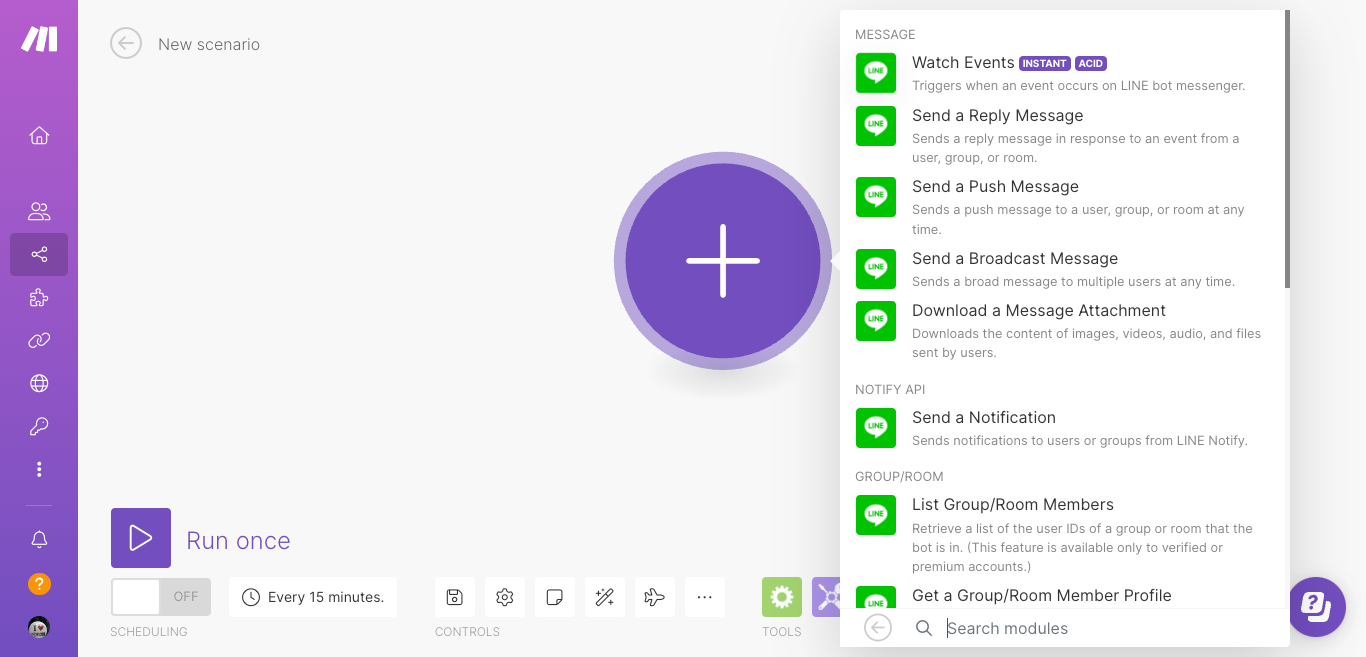 New scenario
MESSAGE
Watch Events INSTANT ACID
Triggers when an event occurs on LINE bot messenger.
Send a Reply Message
Sends a reply message in response to an event from a
user, group, or room.
Send a Push Message
Sends a push message to a user, group, or room at any
time.
Send a Broadcast Message
Sends a broad message to multiple users at any time.
Download a Message Attachment
Downloads the content of images, videos, audio, and files
sent by users.
NOTIFY API
Send a Notification
Sends notifications to users or groups from LINE Notify.
GROUP/ROOM
List Group/Room Members
Retrieve a list of the user IDs of a group or room that the
bot is in. (This feature is available only to verified or
premium accounts.)
Get a Group/Room Member Profile
Search modules
LINE
LINE
LINE
LINE
LINE
LINE
LINE
LINE
Run once
OFF
Every 15 minutes.
SCHEDULING
CONTROLS
TOOLS
?
?